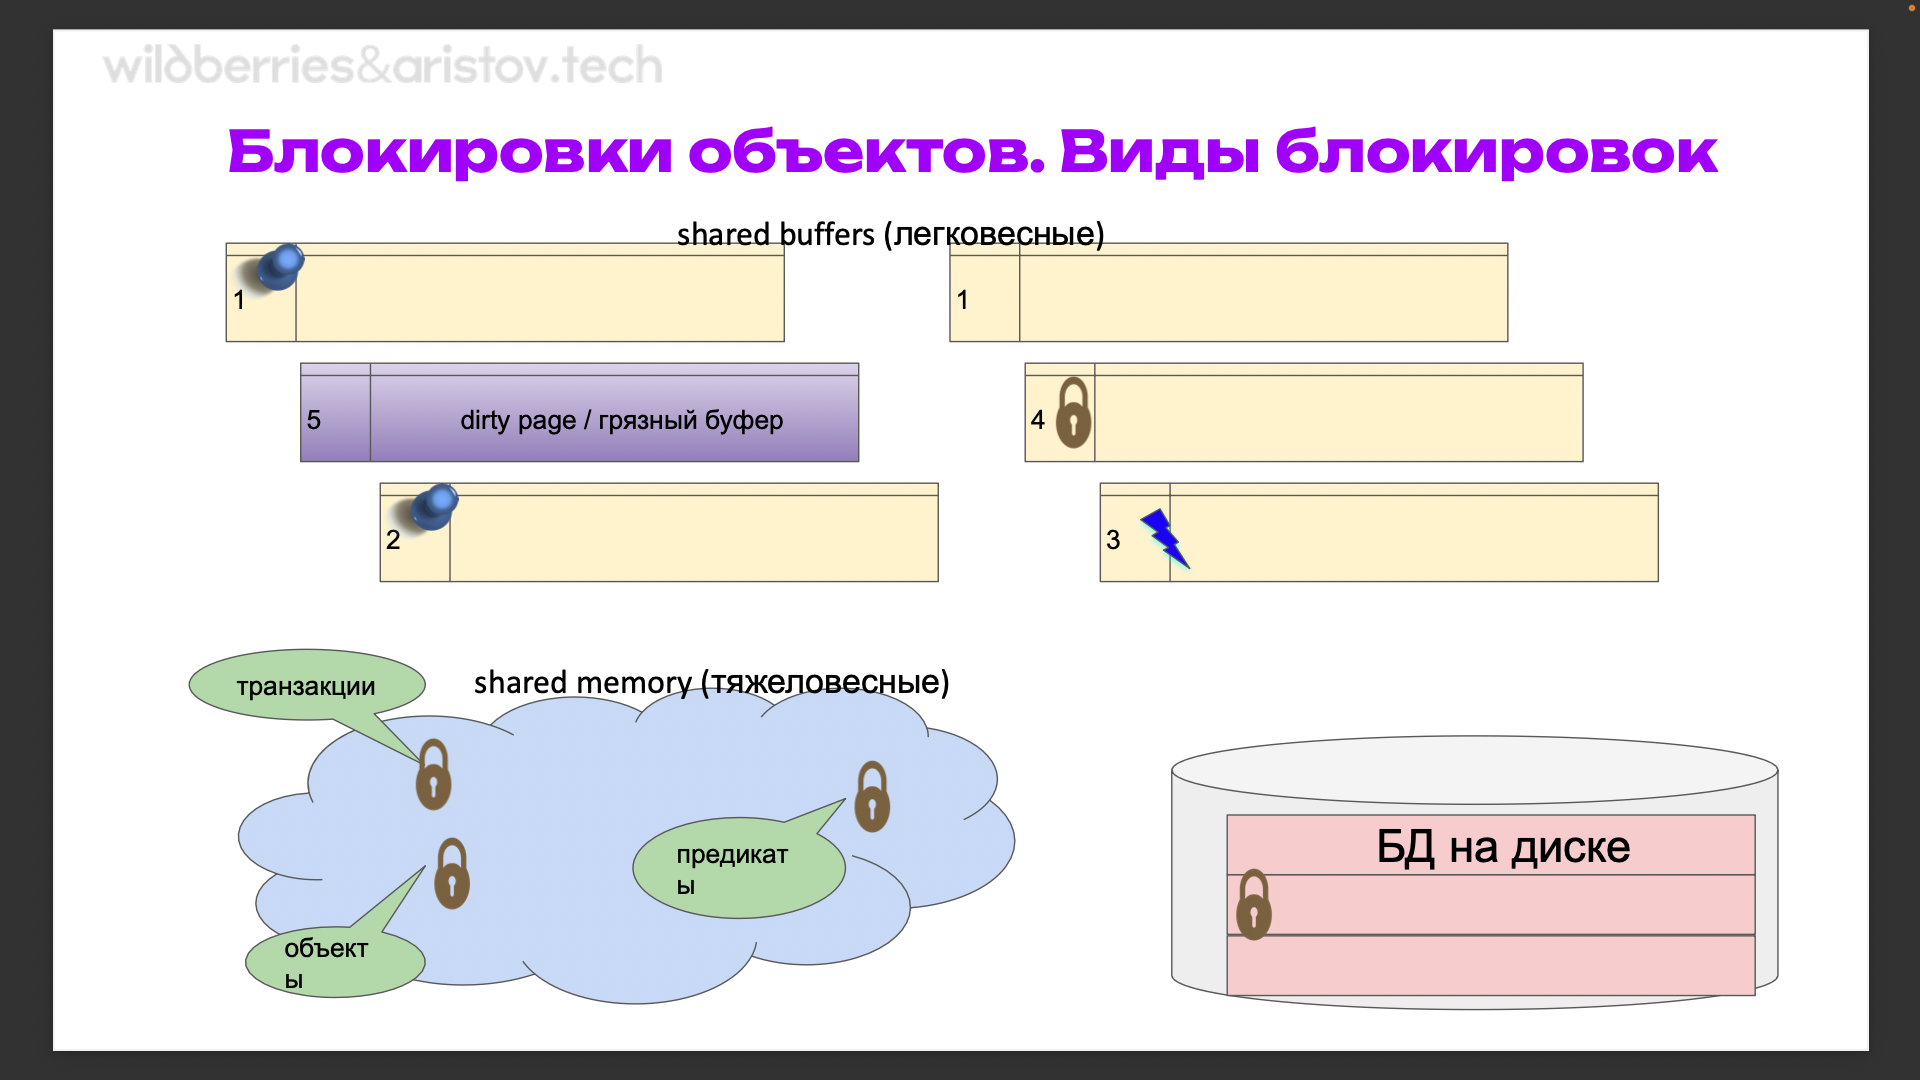 wildberries&aristov.tech
Блокировки объектов. Виды блокировок
shared buffers (легковесные)
1
1
5
dirty page / грязный буфер
4
2
3
транзакции
shared memory (тяжеловесные)
предикат
ы
БД на диске
объект
ы